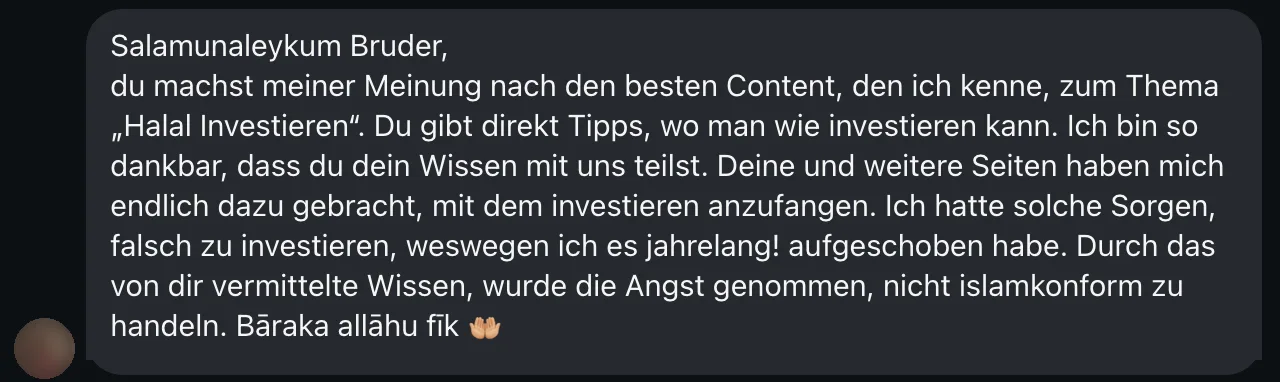 Salamunaleykum Bruder,
du machst meiner Meinung nach den besten Content, den ich kenne, zum Thema
„Halal Investieren“. Du gibt direkt Tipps, wo man wie investieren kann. Ich bin so
dankbar, dass du dein Wissen mit uns teilst. Deine und weitere Seiten haben mich
endlich dazu gebracht, mit dem investieren anzufangen. Ich hatte solche Sorgen,
falsch zu investieren, weswegen ich es jahrelang! aufgeschoben habe. Durch das
von dir vermittelte Wissen, wurde die Angst genommen, nicht islamkonform zu
handeln. Bāraka allāhu fīk 🤲🏼